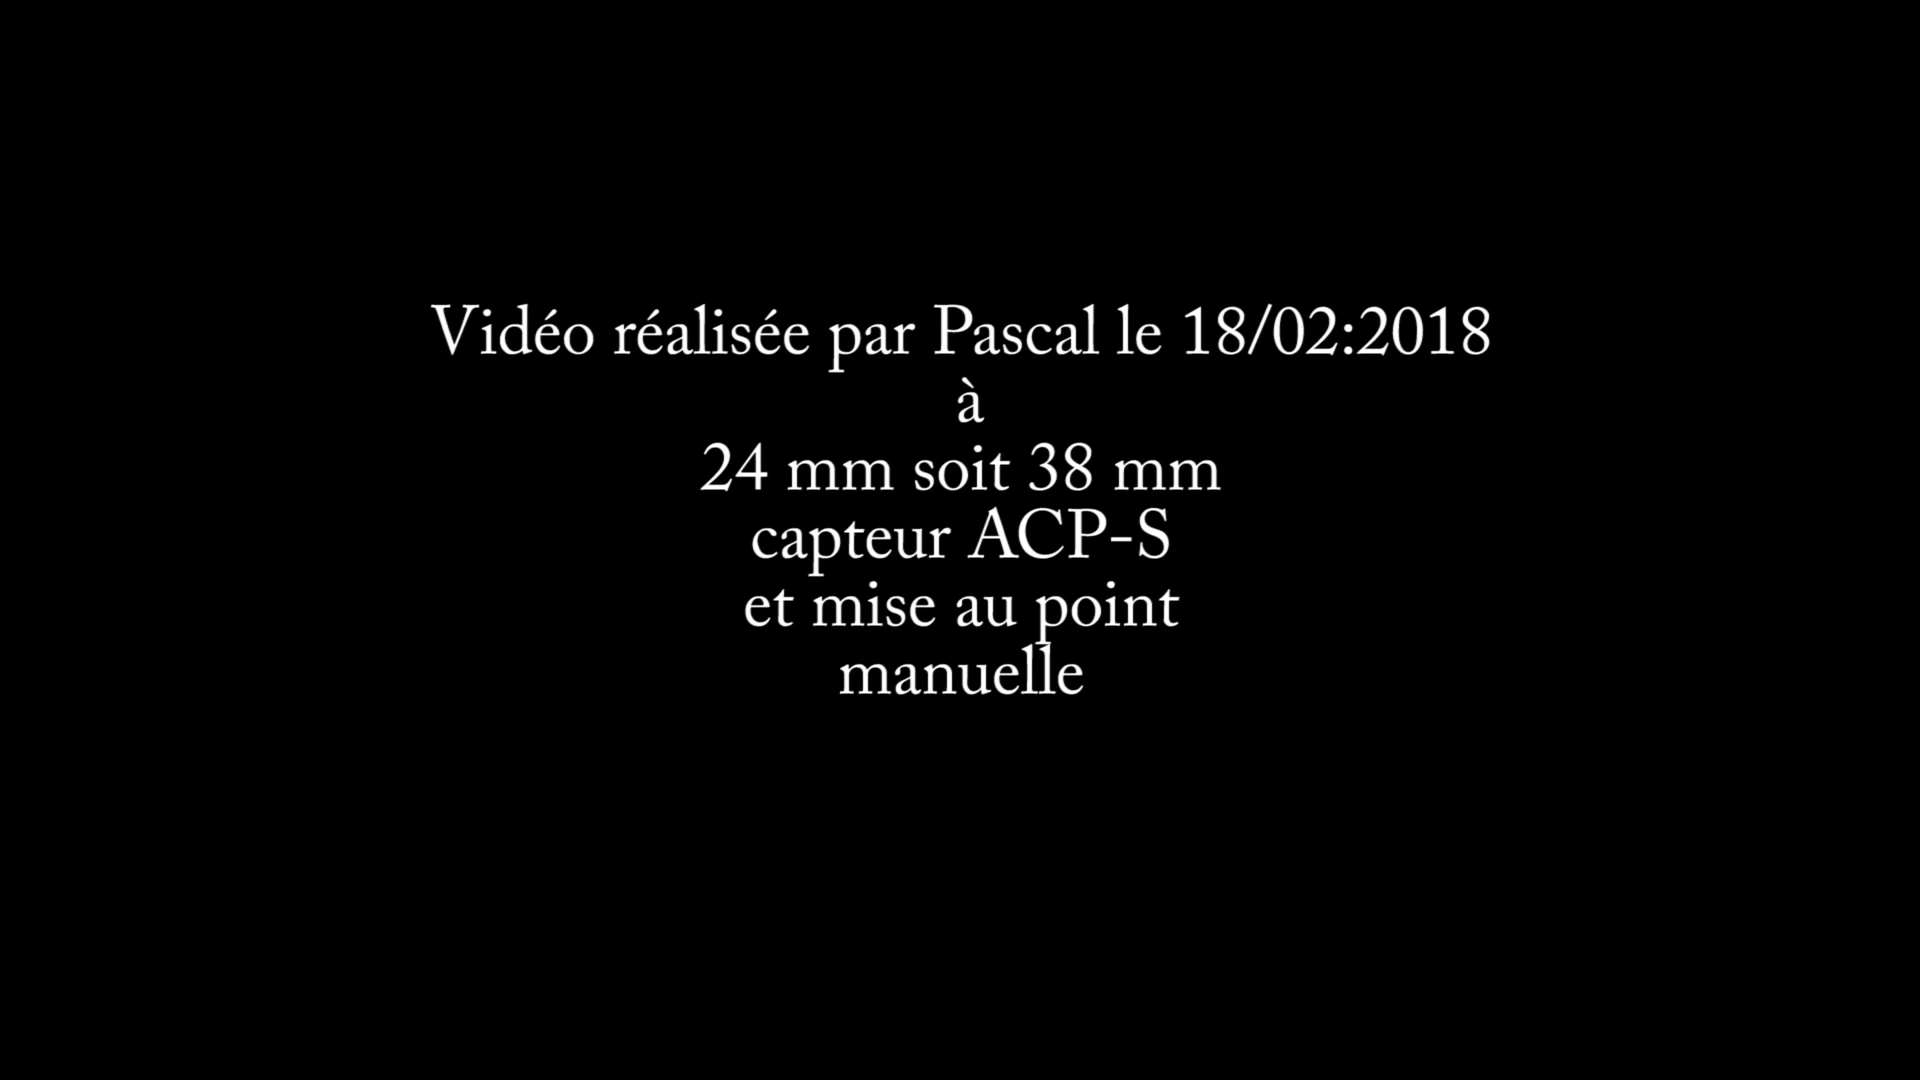 Vidéo réalisée par Pascal le 18/02:2018
à
24 mm soit 38 mm
capteur ACP-S
et mise au point
manuelle